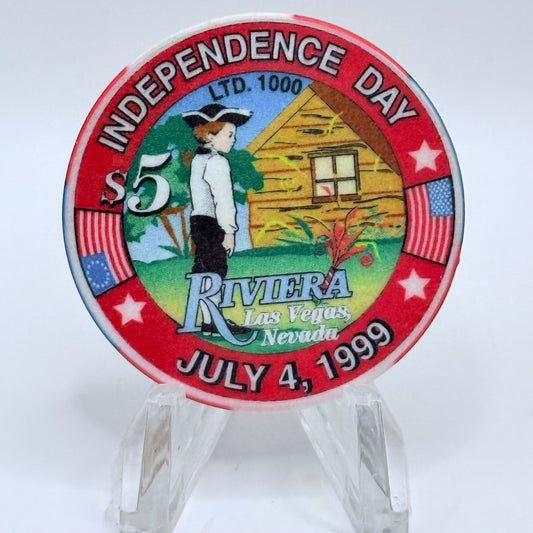 INDEPENDENCE DAY
LTD. 1000
$5
RIVIERA
Las Vegas,
Nevada
JULY 4, 1999